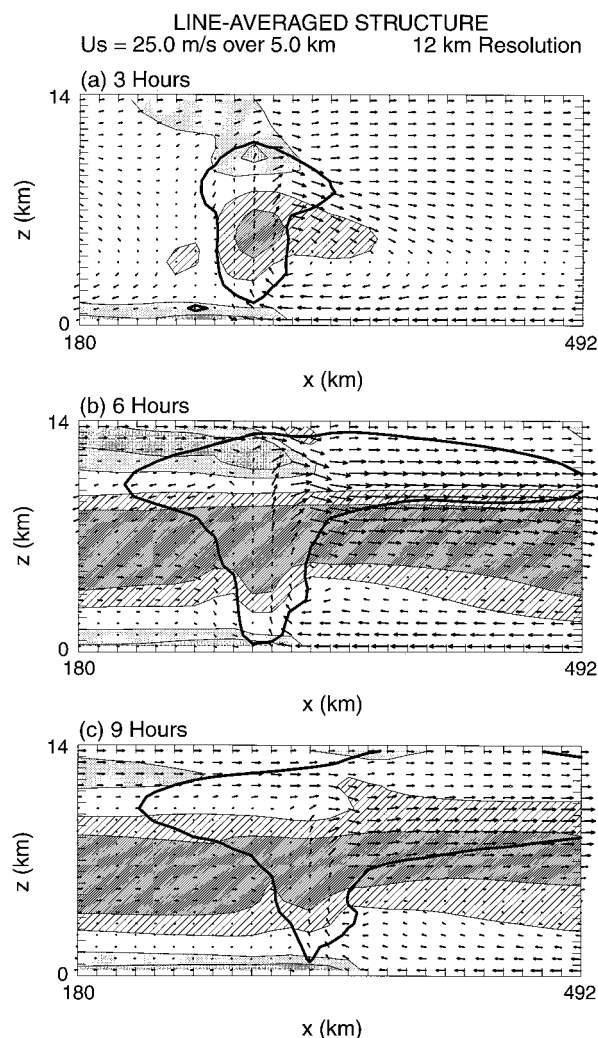 LINE-AVERAGED STRUCTURE
Us = 25.0 m/s over 5.0 km 12 km Resolution
(a) 3 Hours
14
z (km)
0
180 492
x (km)
(b) 6 Hours
14
z (km)
0
180 492
x (km)
(c) 9 Hours
14
z (km)
0
180 492
x (km)